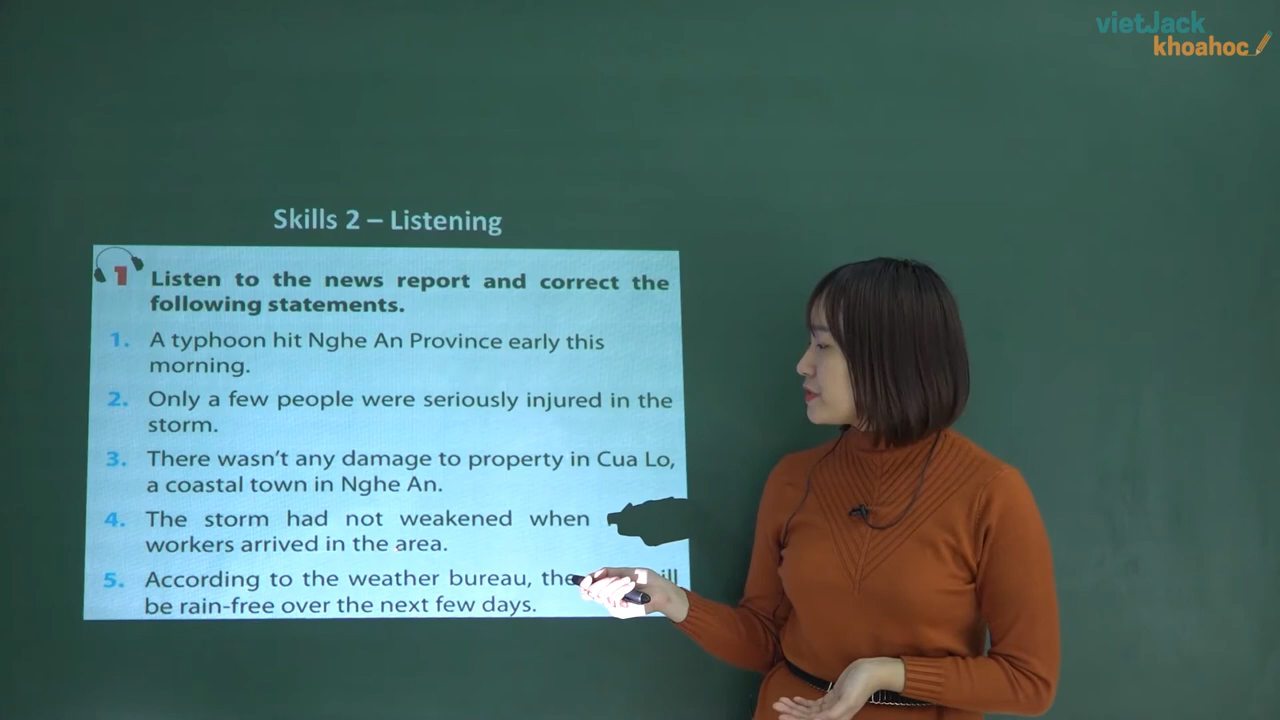 vietJack
khoahoc
Skills 2 – Listening
1 Listen to the news report and correct the
following statements.
1. A typhoon hit Nghe An Province early this
morning.
2. Only a few people were seriously injured in the
storm.
3. There wasn't any damage to property in Cua Lo,
a coastal town in Nghe An.
4. The storm had not weakened when
workers arrived in the area.
5. According to the weather bureau,
be rain-free over the next few days.